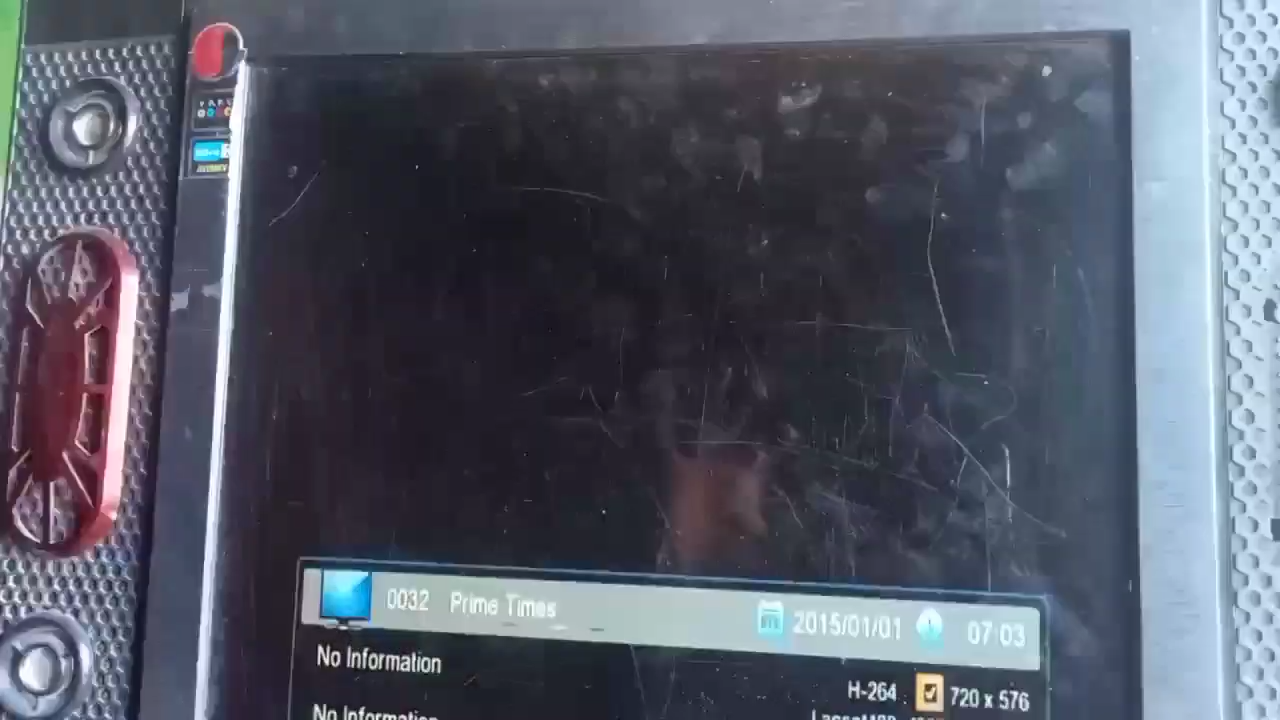 0032 Prime Times 2015/01/01 07:03
No Information
H-264 720 x 576
No Information